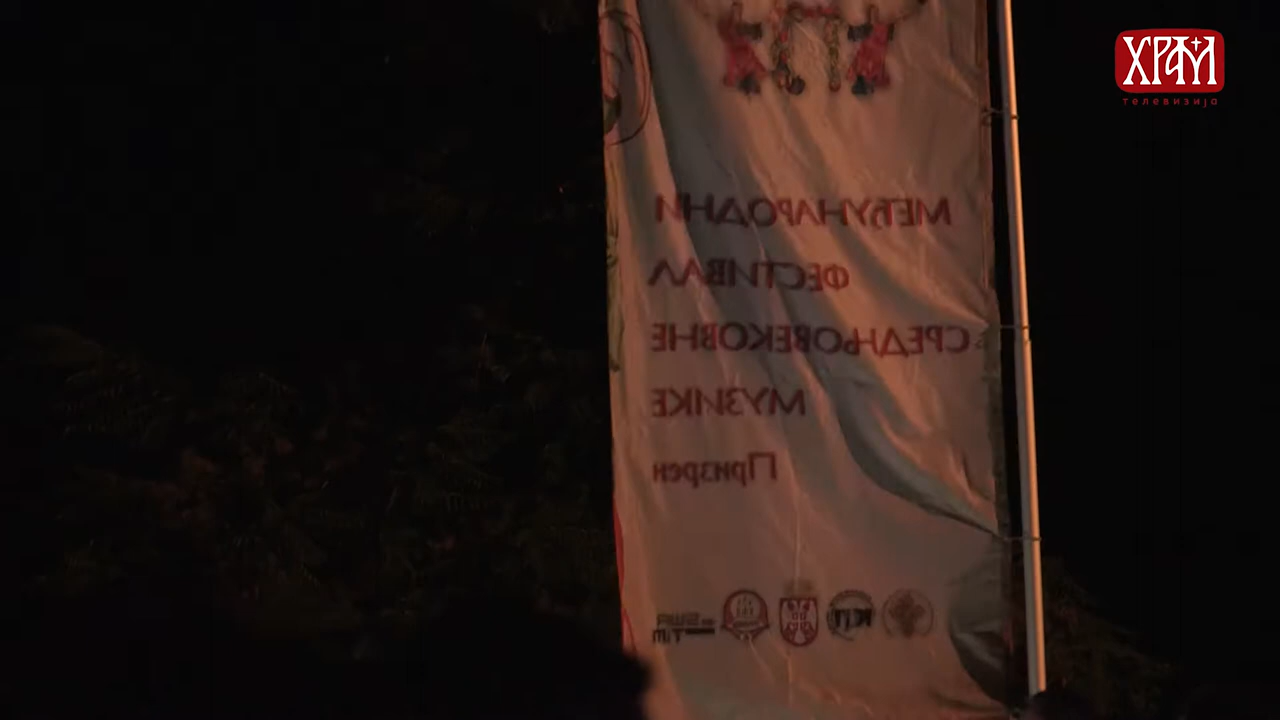 ХРАМ
телевизија
МЕЂУНАРОДНИ
ФЕСТИВАЛ
СРЕДЊОВЕКОВНЕ
МУЗИКЕ
Призрен